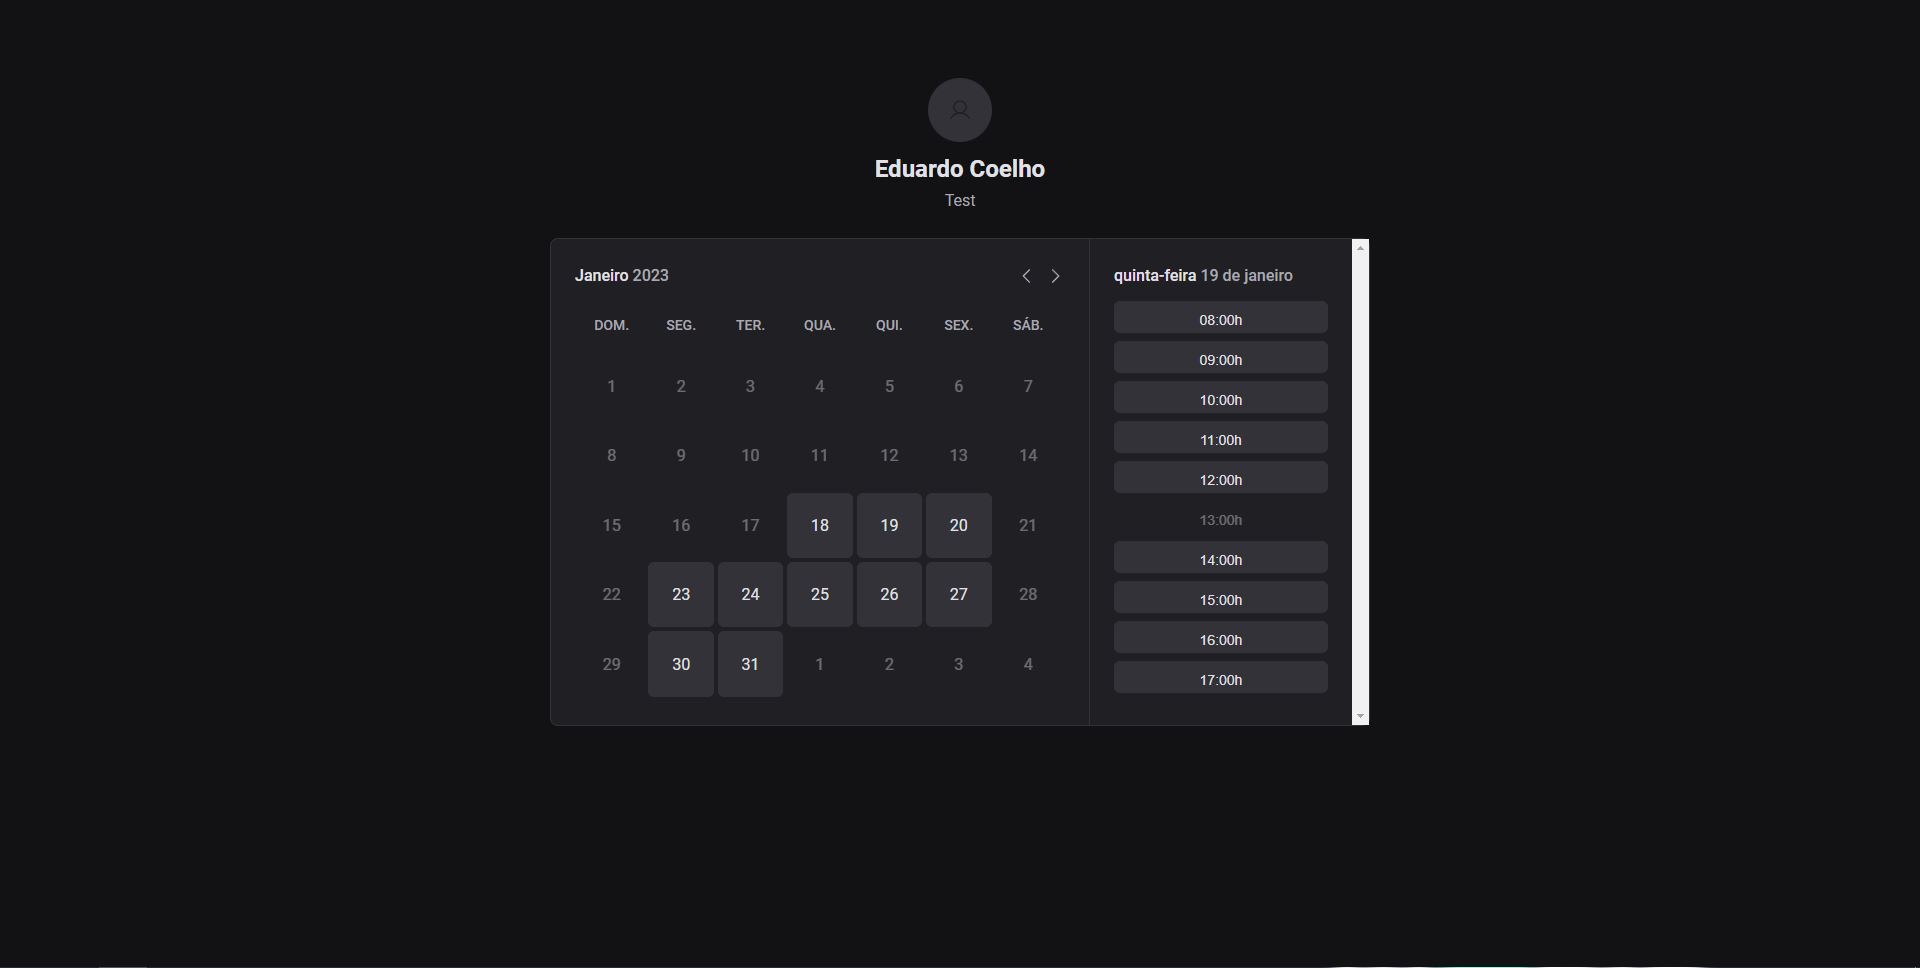 Eduardo Coelho
Test
Janeiro 2023
DOM. SEG. TER. QUA. QUI. SEX. SÁB.
1 2 3 4 5 6 7
8 9 10 11 12 13 14
15 16 17 18 19 20 21
22 23 24 25 26 27 28
29 30 31 1 2 3 4
quinta-feira 19 de janeiro
08:00h
09:00h
10:00h
11:00h
12:00h
13:00h
14:00h
15:00h
16:00h
17:00h